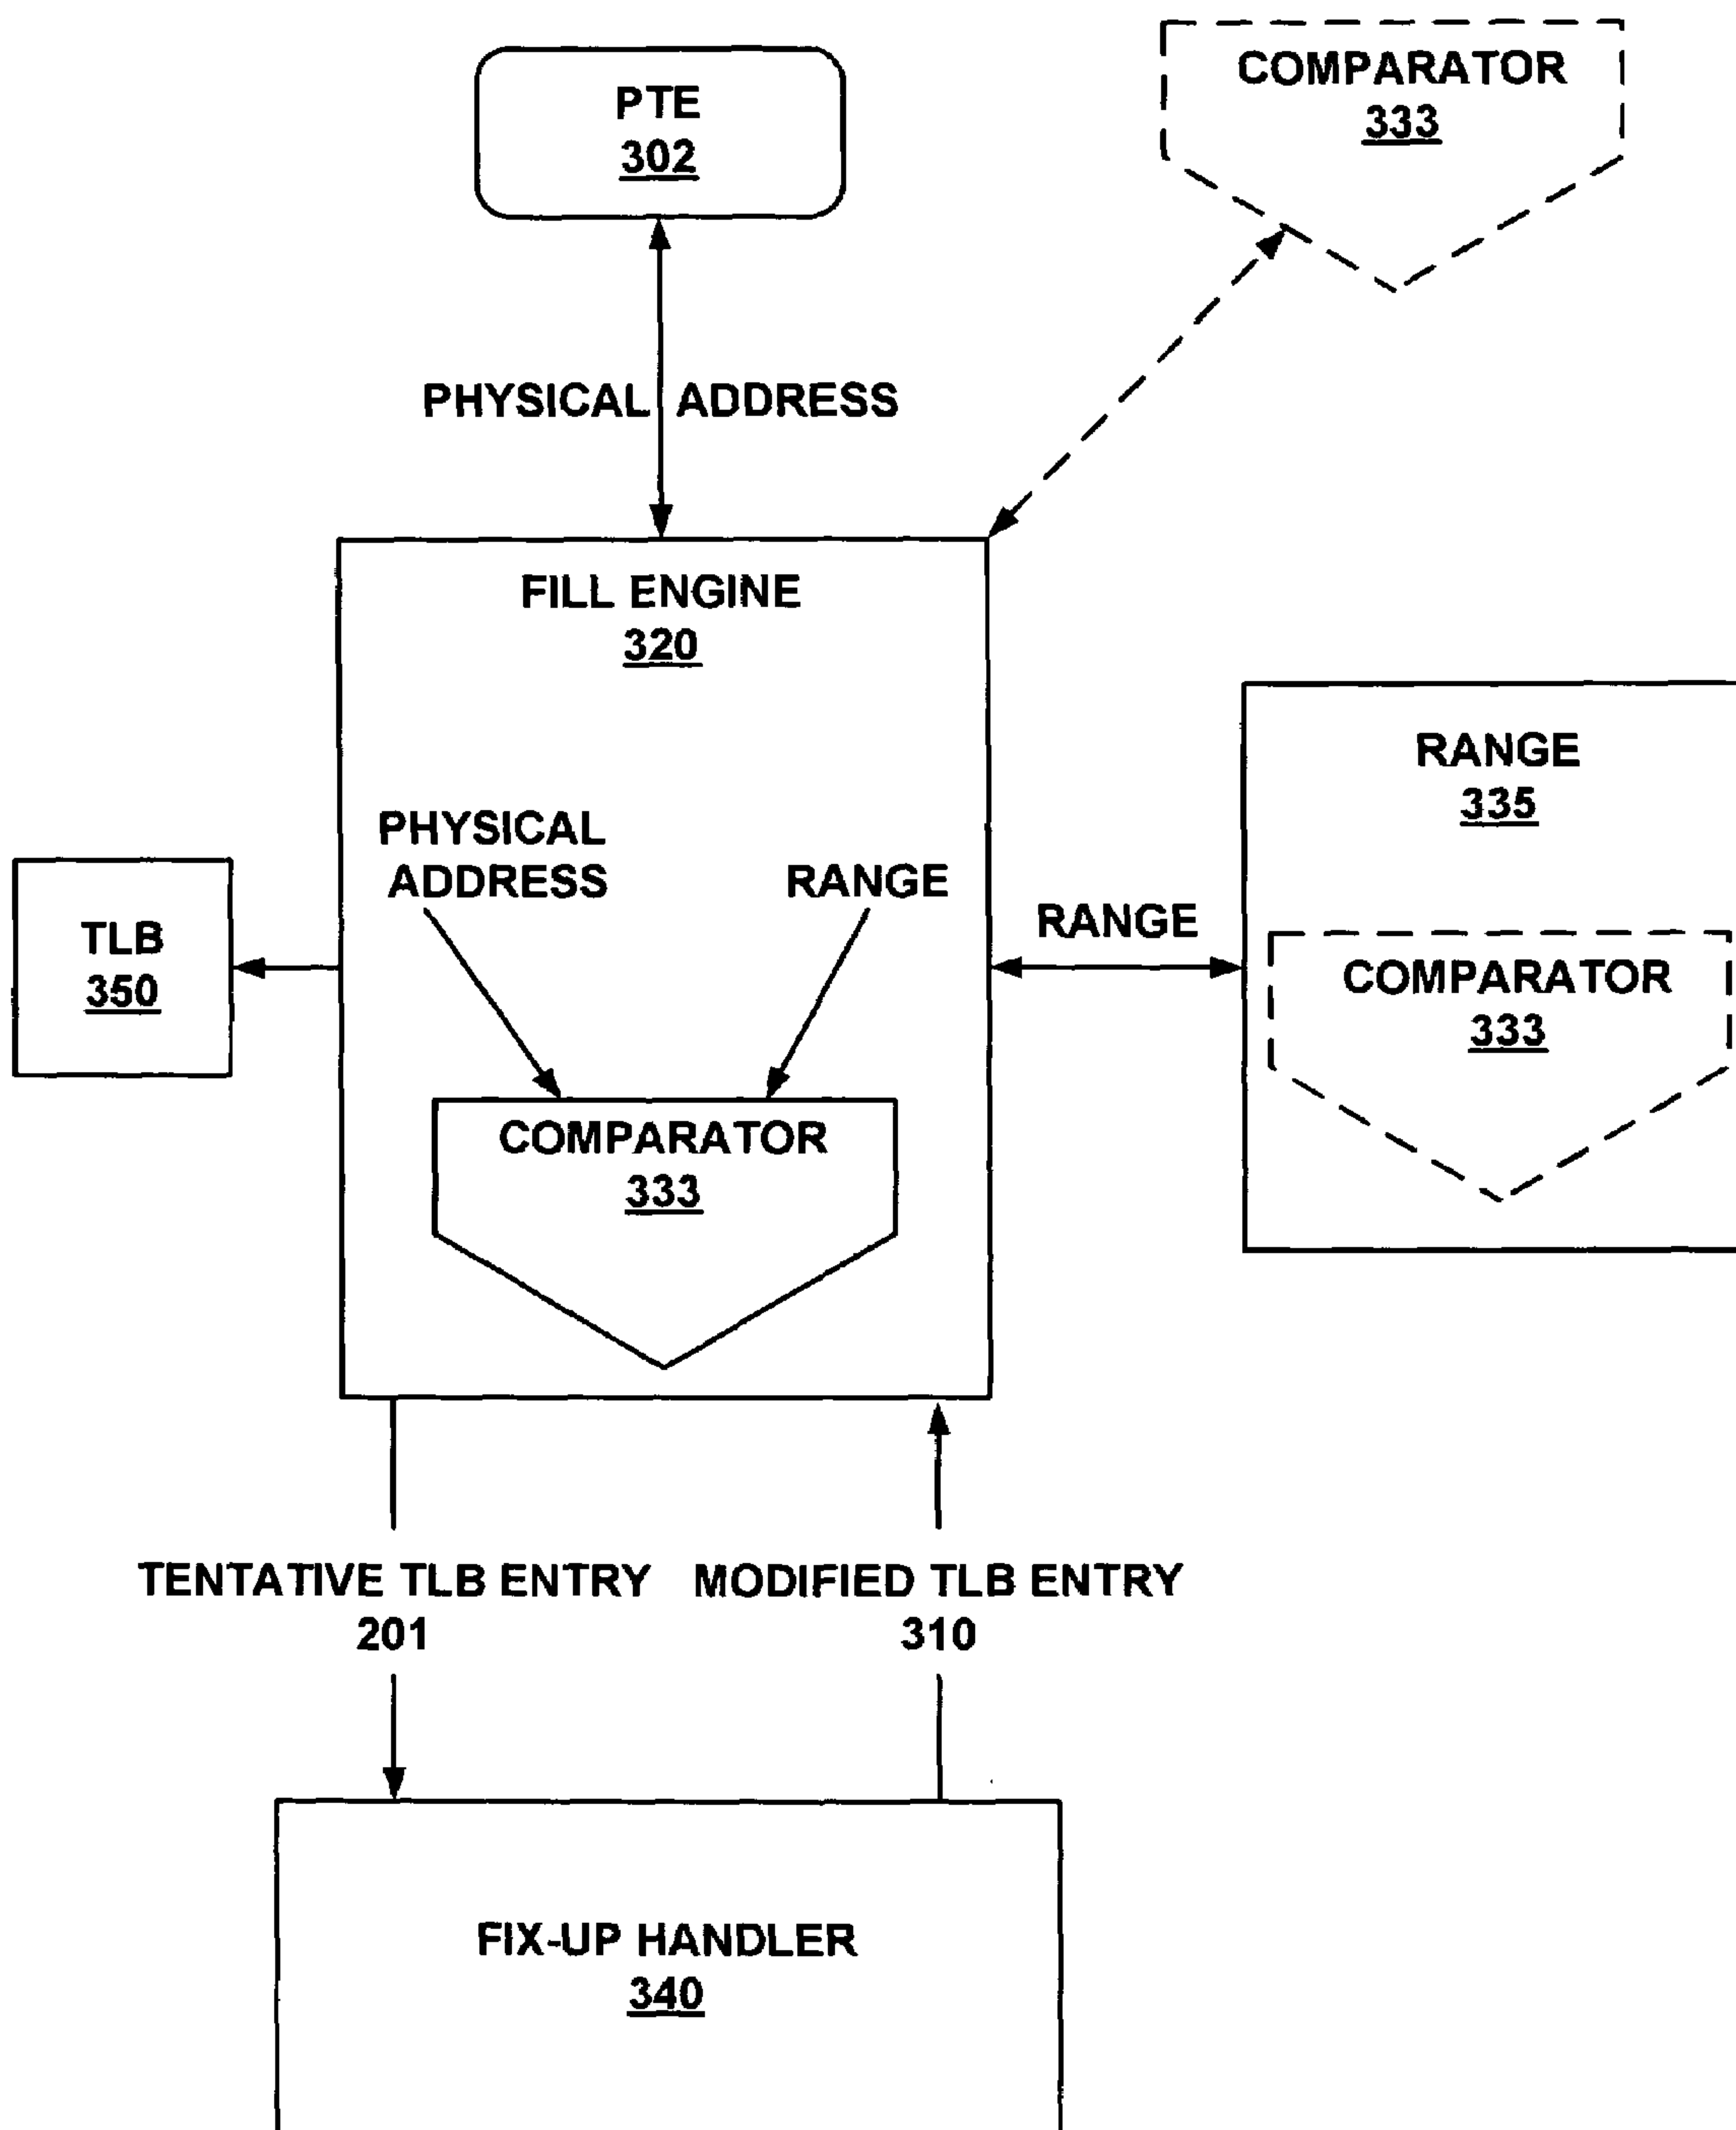 PTE
302
COMPARATOR
333
PHYSICAL ADDRESS
FILL ENGINE
320
RANGE
335
PHYSICAL
ADDRESS
RANGE
RANGE
TLB
350
COMPARATOR
333
COMPARATOR
333
TENTATIVE TLB ENTRY
201
MODIFIED TLB ENTRY
310
FIX-UP HANDLER
340